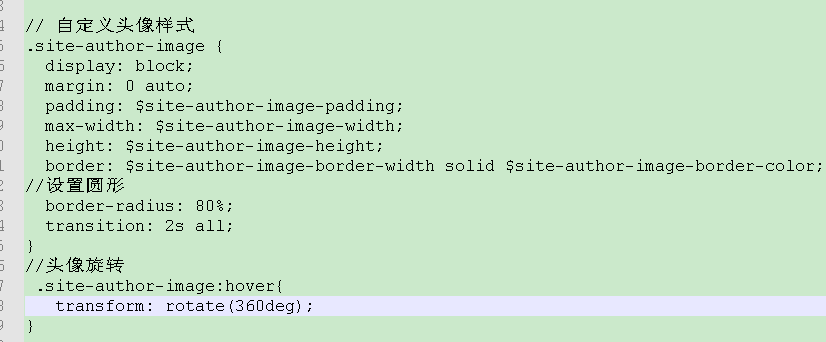 // 自定义头像样式
.site-author-image {
  display: block;
  margin: 0 auto;
  padding: $site-author-image-padding;
  max-width: $site-author-image-width;
  height: $site-author-image-height;
  border: $site-author-image-border-width solid $site-author-image-border-color;
//设置圆形
  border-radius: 80%;
  transition: 2s all;
}
//头像旋转
 .site-author-image:hover{
   transform: rotate(360deg);
}